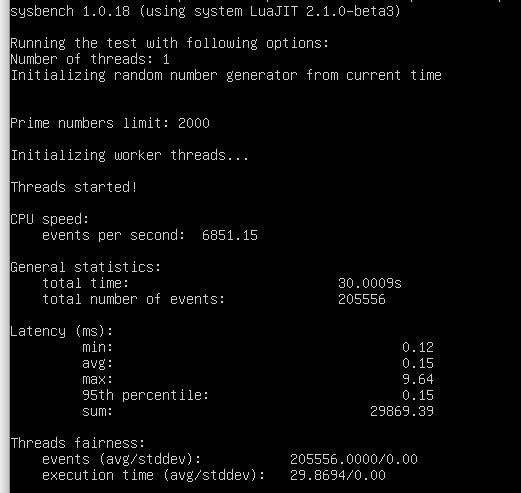 sysbench 1.0.18 (using system LuaJIT 2.1.0-beta3)
Running the test with following options:
Number of threads: 1
Initializing random number generator from current time
Prime numbers limit: 2000
Initializing worker threads...
Threads started!
CPU speed:
events per second: 6851.15
General statistics:
total time: 30.0009s
total number of events: 205556
Latency (ms):
min: 0.12
avg: 0.15
max: 9.64
95th percentile: 0.15
sum: 29869.39
Threads fairness:
events (avg/stddev): 205556.0000/0.00
execution time (avg/stddev): 29.8694/0.00